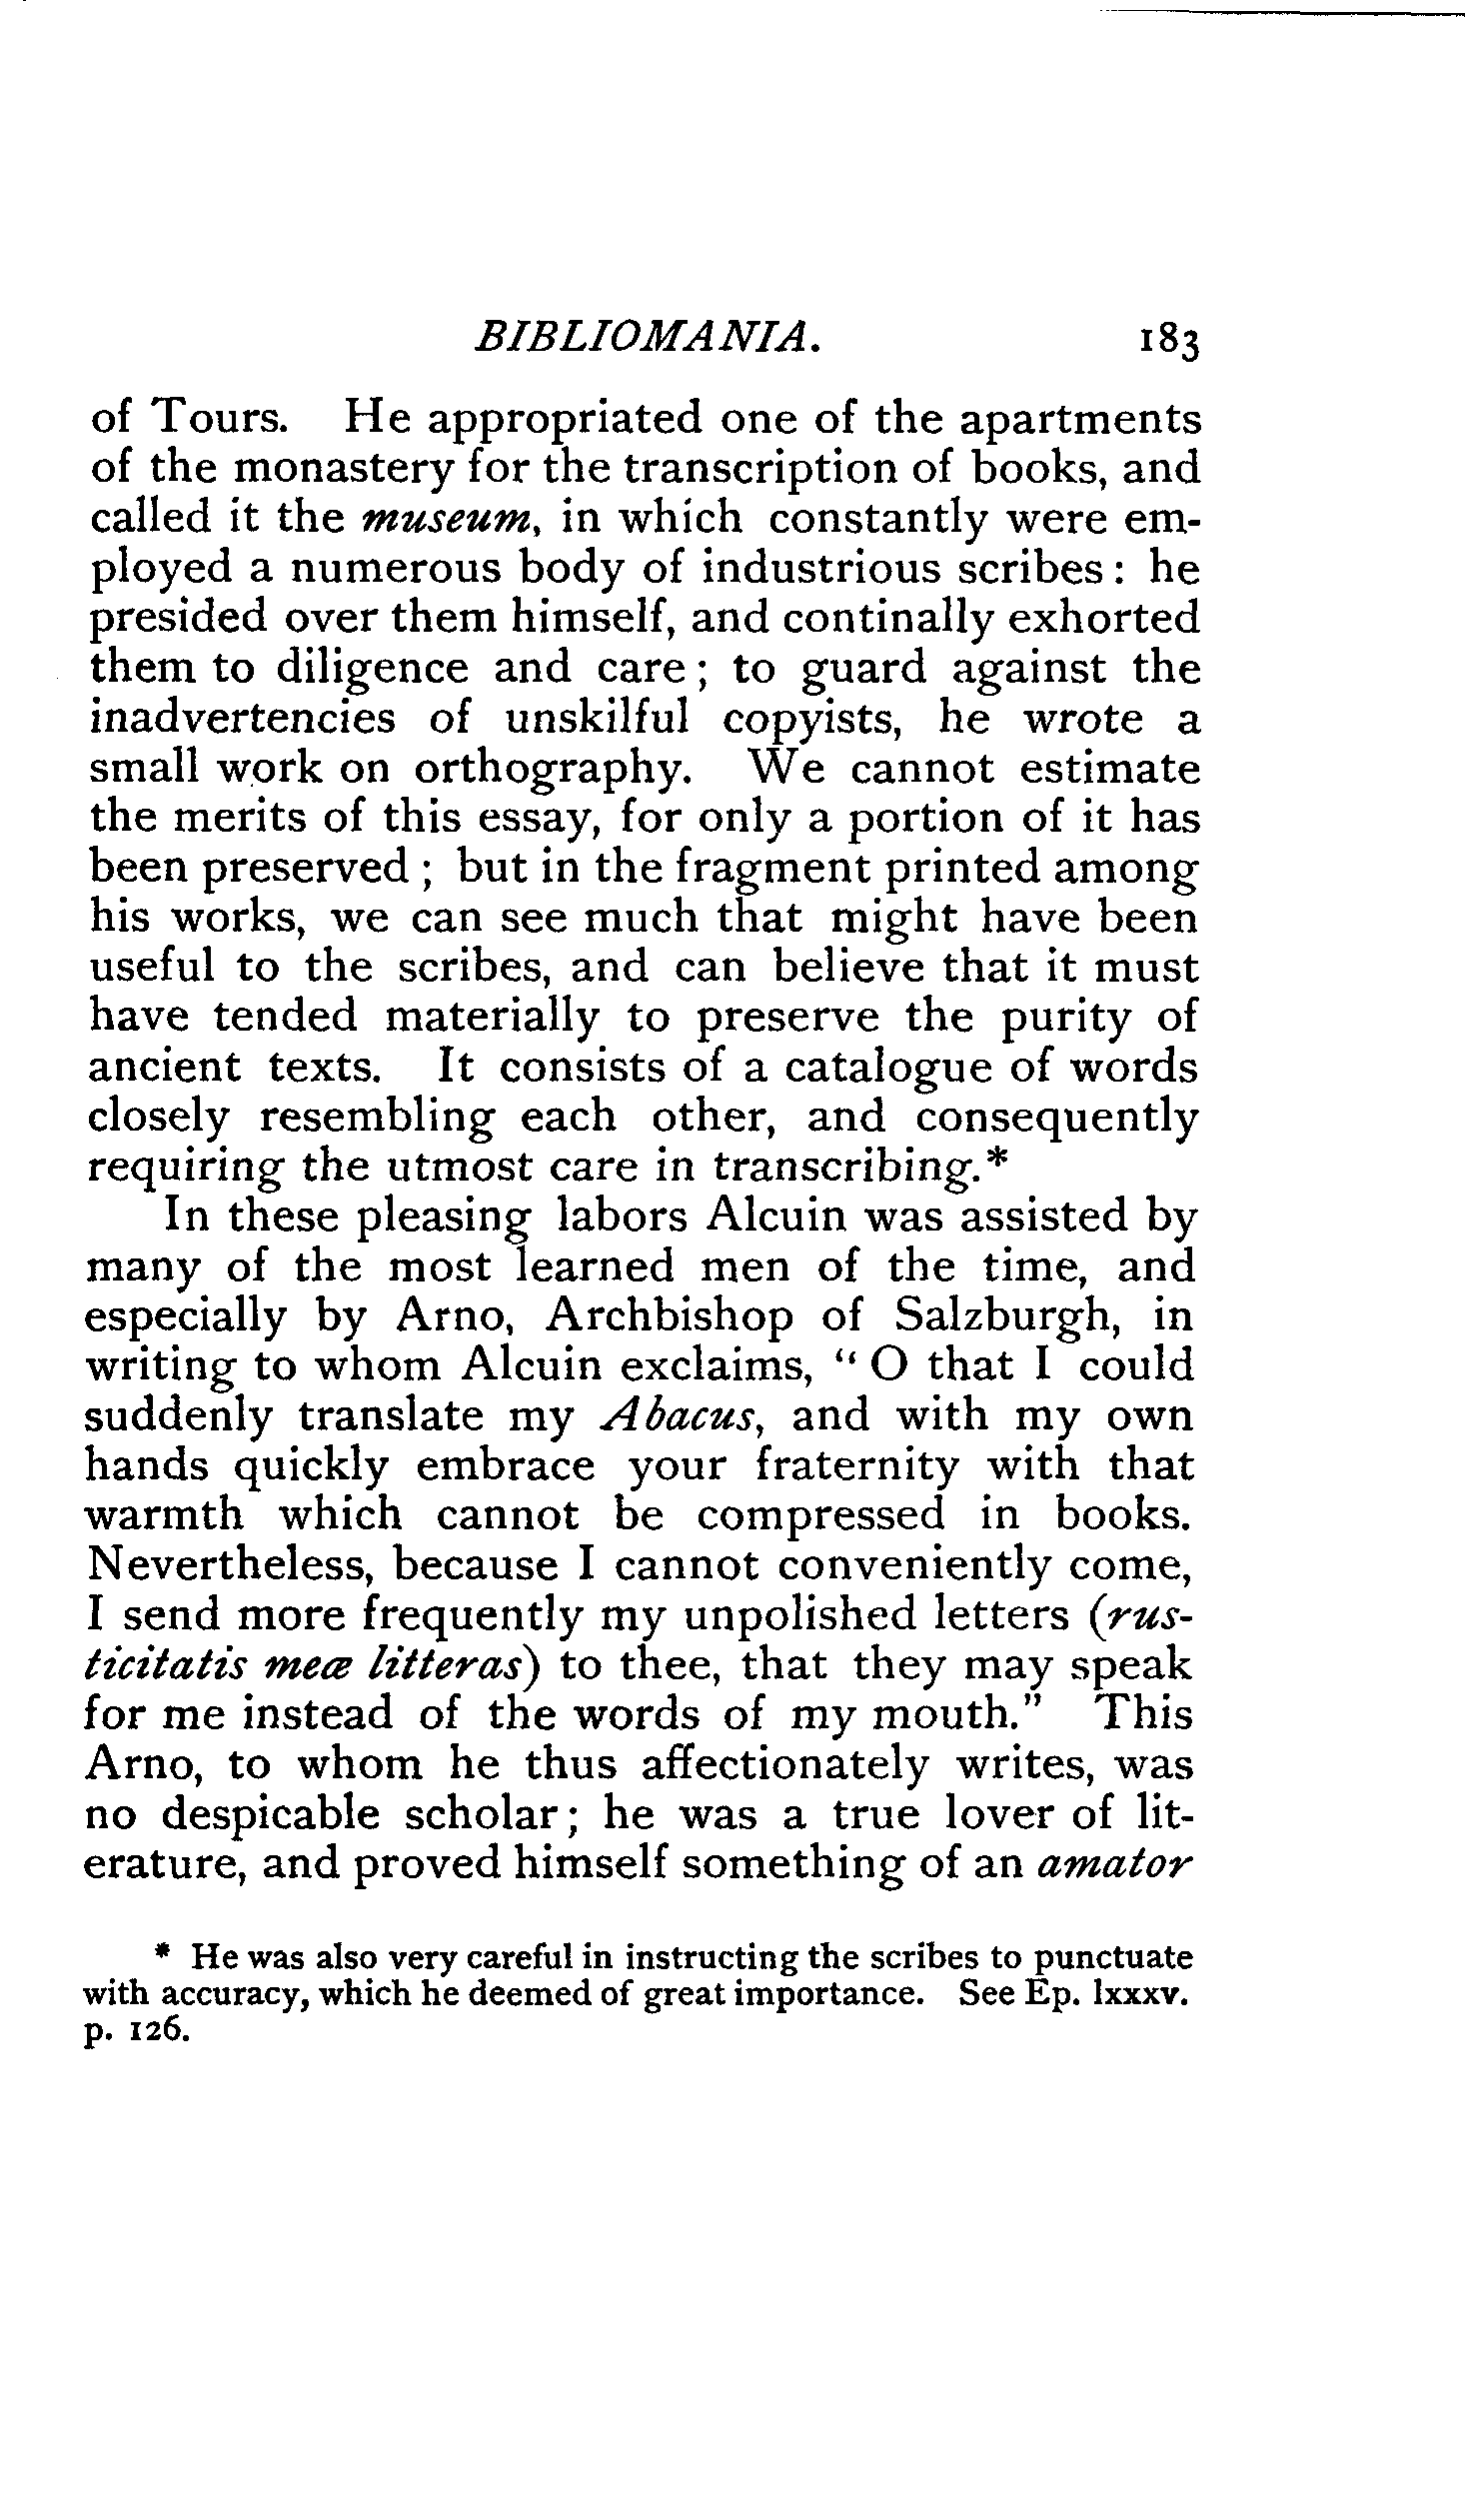 BIBLIOMANIA. 183
of Tours. He appropriated one of the apartments
of the monastery for the transcription of books, and
called it the museum, in which constantly were em-
ployed a numerous body of industrious scribes : he
presided over them himself, and continally exhorted
them to diligence and care ; to guard against the
inadvertencies of unskilful copyists, he wrote a
small work on orthography. We cannot estimate
the merits of this essay, for only a portion of it has
been preserved ; but in the fragment printed among
his works, we can see much that might have been
useful to the scribes, and can believe that it must
have tended materially to preserve the purity of
ancient texts. It consists of a catalogue of words
closely resembling each other, and consequently
requiring the utmost care in transcribing.*
In these pleasing labors Alcuin was assisted by
many of the most learned men of the time, and
especially by Arno, Archbishop of Salzburgh, in
writing to whom Alcuin exclaims, “ O that I could
suddenly translate my Abacus, and with my own
hands quickly embrace your fraternity with that
warmth which cannot be compressed in books.
Nevertheless, because I cannot conveniently come,
I send more frequently my unpolished letters (rus-
ticitatis meæ litteras) to thee, that they may speak
for me instead of the words of my mouth.” This
Arno, to whom he thus affectionately writes, was
no despicable scholar ; he was a true lover of lit-
erature, and proved himself something of an amator
* He was also very careful in instructing the scribes to punctuate
with accuracy, which he deemed of great importance. See Ep. lxxxv.
p. 126.